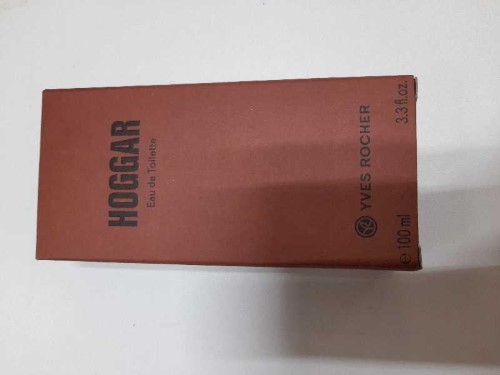 HOGGAR
Eau de Toilette
YVES ROCHER
e 100 ml 3.3 fl.oz.